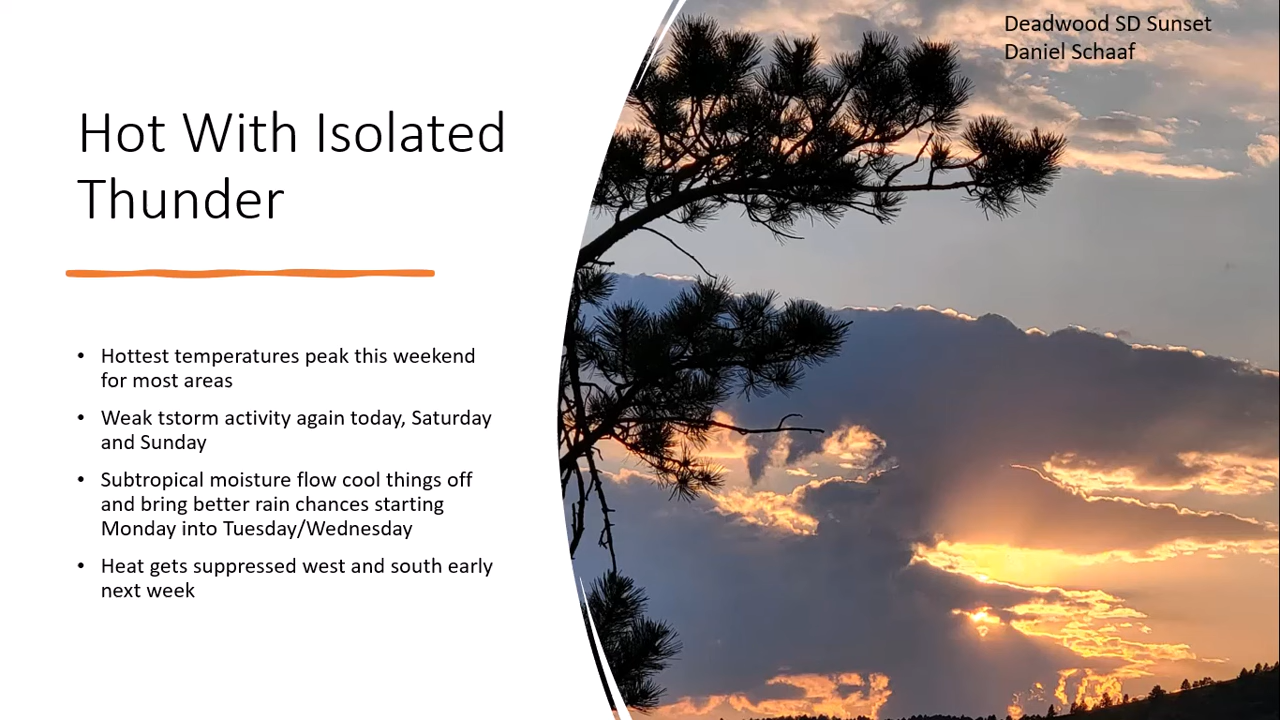 Hot With Isolated
Thunder
• Hottest temperatures peak this weekend
for most areas
• Weak tstorm activity again today, Saturday
and Sunday
• Subtropical moisture flow cool things off
and bring better rain chances starting
Monday into Tuesday/Wednesday
• Heat gets suppressed west and south early
next week
Deadwood SD Sunset
Daniel Schaaf